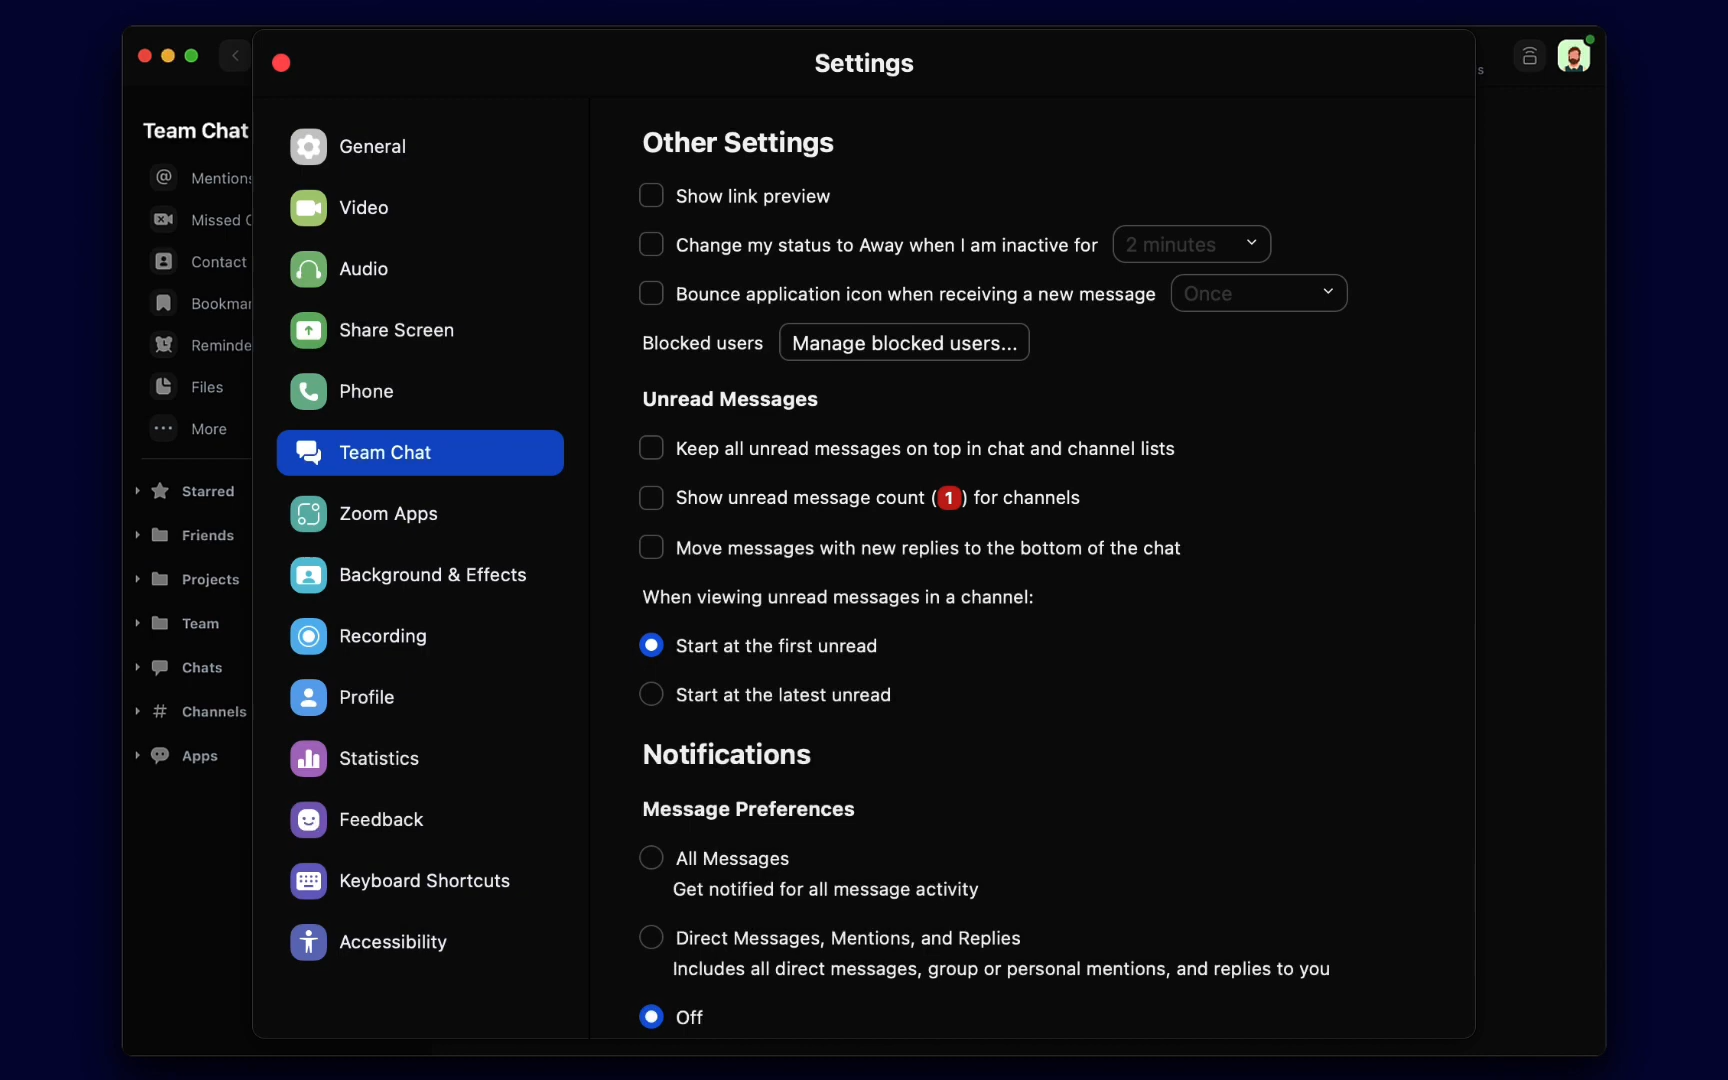 Settings
s
Team Chat
@ Mentions
Missed C
Contact
Bookmar
Reminde
Files
More
Starred
Friends
Projects
Team
Chats
# Channels
Apps
General
Video
Audio
Share Screen
Phone
Team Chat
Zoom Apps
Background & Effects
Recording
Profile
Statistics
Feedback
Keyboard Shortcuts
Accessibility
Other Settings
Show link preview
Change my status to Away when I am inactive for 2 minutes
Bounce application icon when receiving a new message Once
Blocked users Manage blocked users...
Unread Messages
Keep all unread messages on top in chat and channel lists
Show unread message count (1) for channels
Move messages with new replies to the bottom of the chat
When viewing unread messages in a channel:
Start at the first unread
Start at the latest unread
Notifications
Message Preferences
All Messages
Get notified for all message activity
Direct Messages, Mentions, and Replies
Includes all direct messages, group or personal mentions, and replies to you
Off